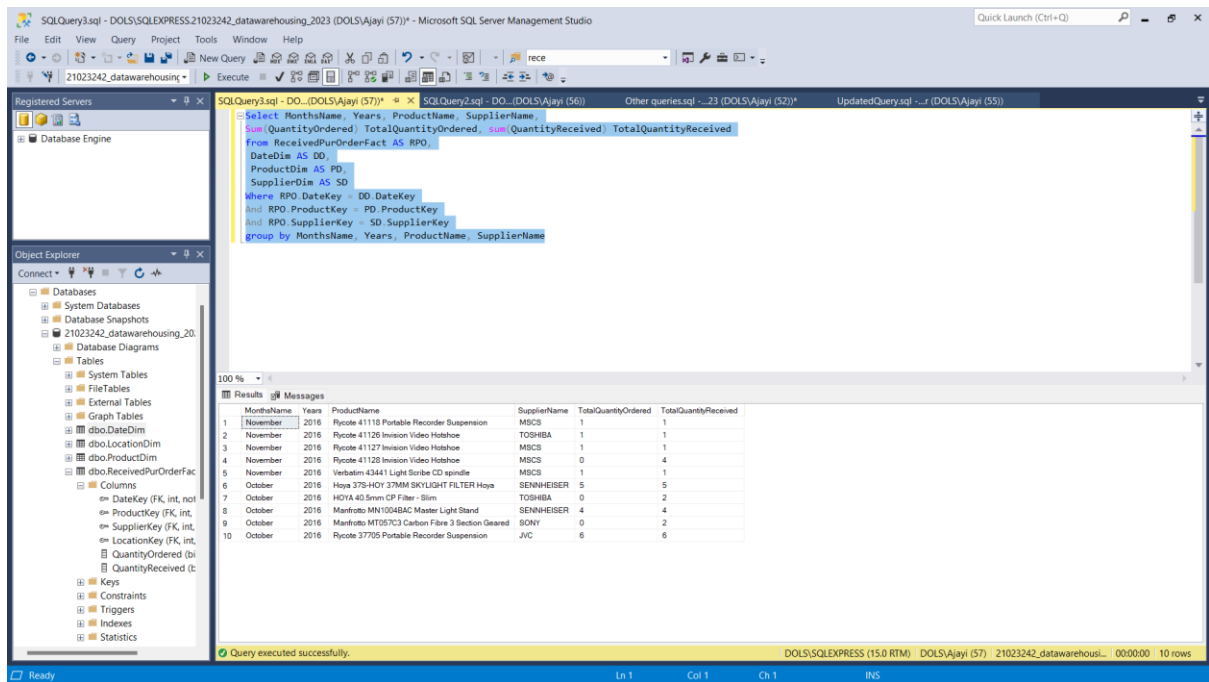 SQLQuery3.sql - DOLS\SQLEXPRESS.21023242_datawarehousing_2023 (DOLS\Ajayi (57))* - Microsoft SQL Server Management Studio
Quick Launch (Ctrl+Q)
File Edit View Query Project Tools Window Help
New Query
rece
21023242_datawarehousing
Execute
Registered Servers
Database Engine
SQLQuery3.sql - DO...(DOLS\Ajayi (57))*
SQLQuery2.sql - DO...(DOLS\Ajayi (56))
Other queries.sql -...23 (DOLS\Ajayi (52))*
UpdatedQuery.sql -...r (DOLS\Ajayi (55))
Select MonthsName, Years, ProductName, SupplierName,
Sum(QuantityOrdered) TotalQuantityOrdered, sum(QuantityReceived) TotalQuantityReceived
from ReceivedPurOrderFact AS RPO,
DateDim AS DD,
ProductDim AS PD,
SupplierDim AS SD
Where RPO.DateKey = DD.DateKey
And RPO.ProductKey = PD.ProductKey
And RPO.SupplierKey = SD.SupplierKey
group by MonthsName, Years, ProductName, SupplierName
Object Explorer
Connect
Databases
System Databases
Database Snapshots
21023242_datawarehousing_20.
Database Diagrams
Tables
System Tables
FileTables
External Tables
Graph Tables
dbo.DateDim
dbo.LocationDim
dbo.ProductDim
dbo.ReceivedPurOrderFac
Columns
DateKey (FK, int, not
ProductKey (FK, int,
SupplierKey (FK, int,
LocationKey (FK, int,
QuantityOrdered (bi
QuantityReceived (b
Keys
Constraints
Triggers
Indexes
Statistics
100 %
Results Messages
MonthsName Years ProductName SupplierName TotalQuantityOrdered TotalQuantityReceived
1 November 2016 Rycote 41118 Portable Recorder Suspension MSCS 1 1
2 November 2016 Rycote 41126 Invision Video Hotshoe TOSHIBA 1 1
3 November 2016 Rycote 41127 Invision Video Hotshoe MSCS 1 1
4 November 2016 Rycote 41128 Invision Video Hotshoe MSCS 0 4
5 November 2016 Verbatim 43441 Light Scribe CD spindle MSCS 1 1
6 October 2016 Hoya 37S-HOY 37MM SKYLIGHT FILTER Hoya SENNHEISER 5 5
7 October 2016 HOYA 40.5mm CP Filter - Slim TOSHIBA 0 2
8 October 2016 Manfrotto MN1004BAC Master Light Stand SENNHEISER 4 4
9 October 2016 Manfrotto MT057C3 Carbon Fibre 3 Section Geared SONY 0 2
10 October 2016 Rycote 37705 Portable Recorder Suspension JVC 6 6
Query executed successfully.
DOLS\SQLEXPRESS (15.0 RTM) DOLS\Ajayi (57) 21023242_datawarehousi... 00:00:00 10 rows
Ready Ln 1 Col 1 Ch 1 INS